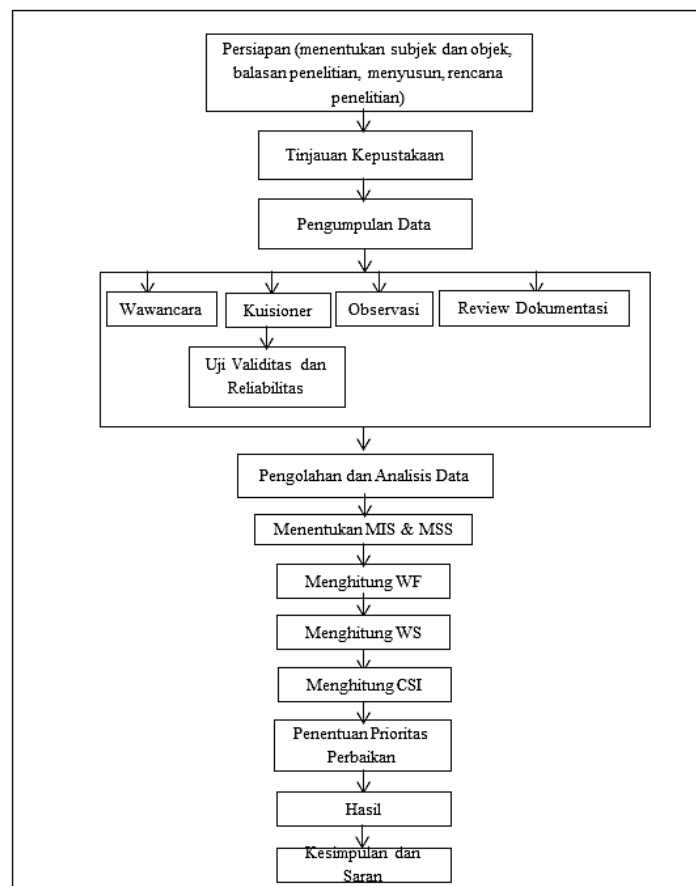 Persiapan (menentukan subjek dan objek,
balasan penelitian, menyusun, rencana
penelitian)
Tinjauan Kepustakaan
Pengumpulan Data
Wawancara
Kuisioner
Observasi
Review Dokumentasi
Uji Validitas dan
Reliabilitas
Pengolahan dan Analisis Data
Menentukan MIS & MSS
Menghitung WF
Menghitung WS
Menghitung CSI
Penentuan Prioritas
Perbaikan
Hasil
Kesimpulan dan
Saran